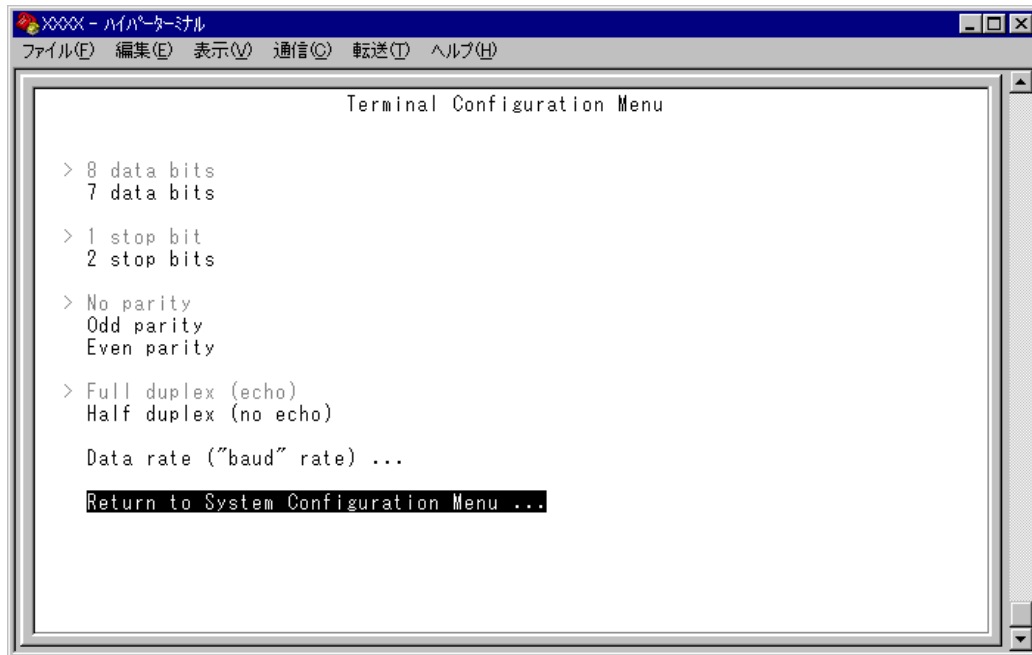 XXXX - ﾊｲﾊﾟｰﾀｰﾐﾅﾙ
ファイル(F) 編集(E) 表示(V) 通信(C) 転送(T) ヘルプ(H)
Terminal Configuration Menu
> 8 data bits
7 data bits
> 1 stop bit
2 stop bits
> No parity
Odd parity
Even parity
> Full duplex (echo)
Half duplex (no echo)
Data rate ("baud" rate) ...
Return to System Configuration Menu ...